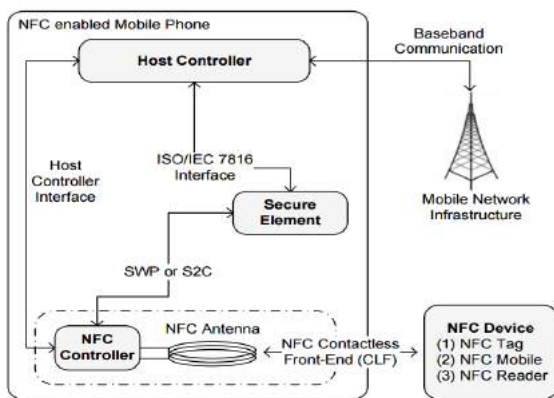 NFC enabled Mobile Phone
Host Controller
Baseband
Communication
Host
Controller
Interface
ISO/IEC 7816
Interface
Secure
Element
Mobile Network
Infrastructure
SWP or S2C
NFC
Controller
NFC Antenna
NFC Contactless
Front-End (CLF)
NFC Device
(1) NFC Tag
(2) NFC Mobile
(3) NFC Reader